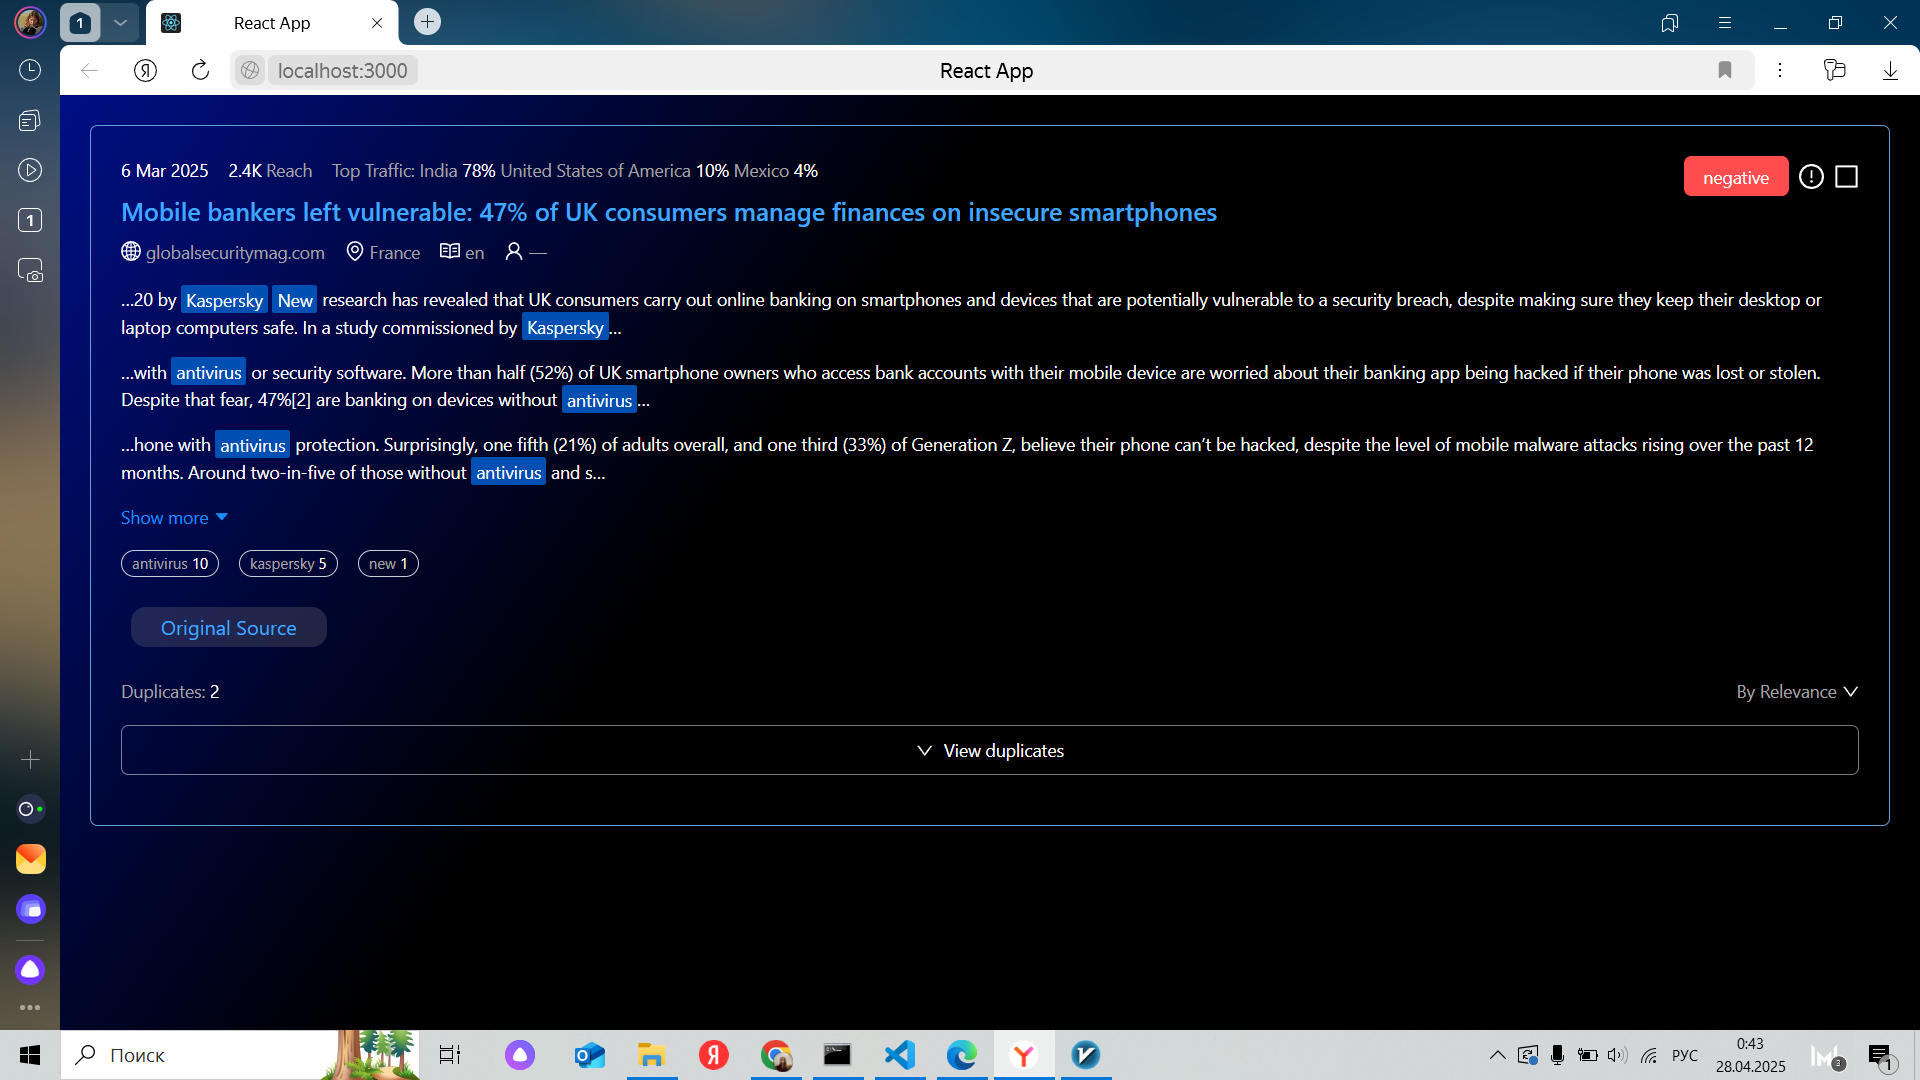 1
React App
Я
localhost:3000
React App
1
6 Mar 2025 2.4K Reach Top Traffic: India 78% United States of America 10% Mexico 4%
negative
Mobile bankers left vulnerable: 47% of UK consumers manage finances on insecure smartphones
globalsecuritymag.com France en —
...20 by Kaspersky New research has revealed that UK consumers carry out online banking on smartphones and devices that are potentially vulnerable to a security breach, despite making sure they keep their desktop or
laptop computers safe. In a study commissioned by Kaspersky...
...with antivirus or security software. More than half (52%) of UK smartphone owners who access bank accounts with their mobile device are worried about their banking app being hacked if their phone was lost or stolen.
Despite that fear, 47%[2] are banking on devices without antivirus...
...hone with antivirus protection. Surprisingly, one fifth (21%) of adults overall, and one third (33%) of Generation Z, believe their phone can’t be hacked, despite the level of mobile malware attacks rising over the past 12
months. Around two-in-five of those without antivirus and s...
Show more
antivirus 10 kaspersky 5 new 1
Original Source
Duplicates: 2
By Relevance
View duplicates
Поиск
Я
РУС
0:43
28.04.2025
3
1